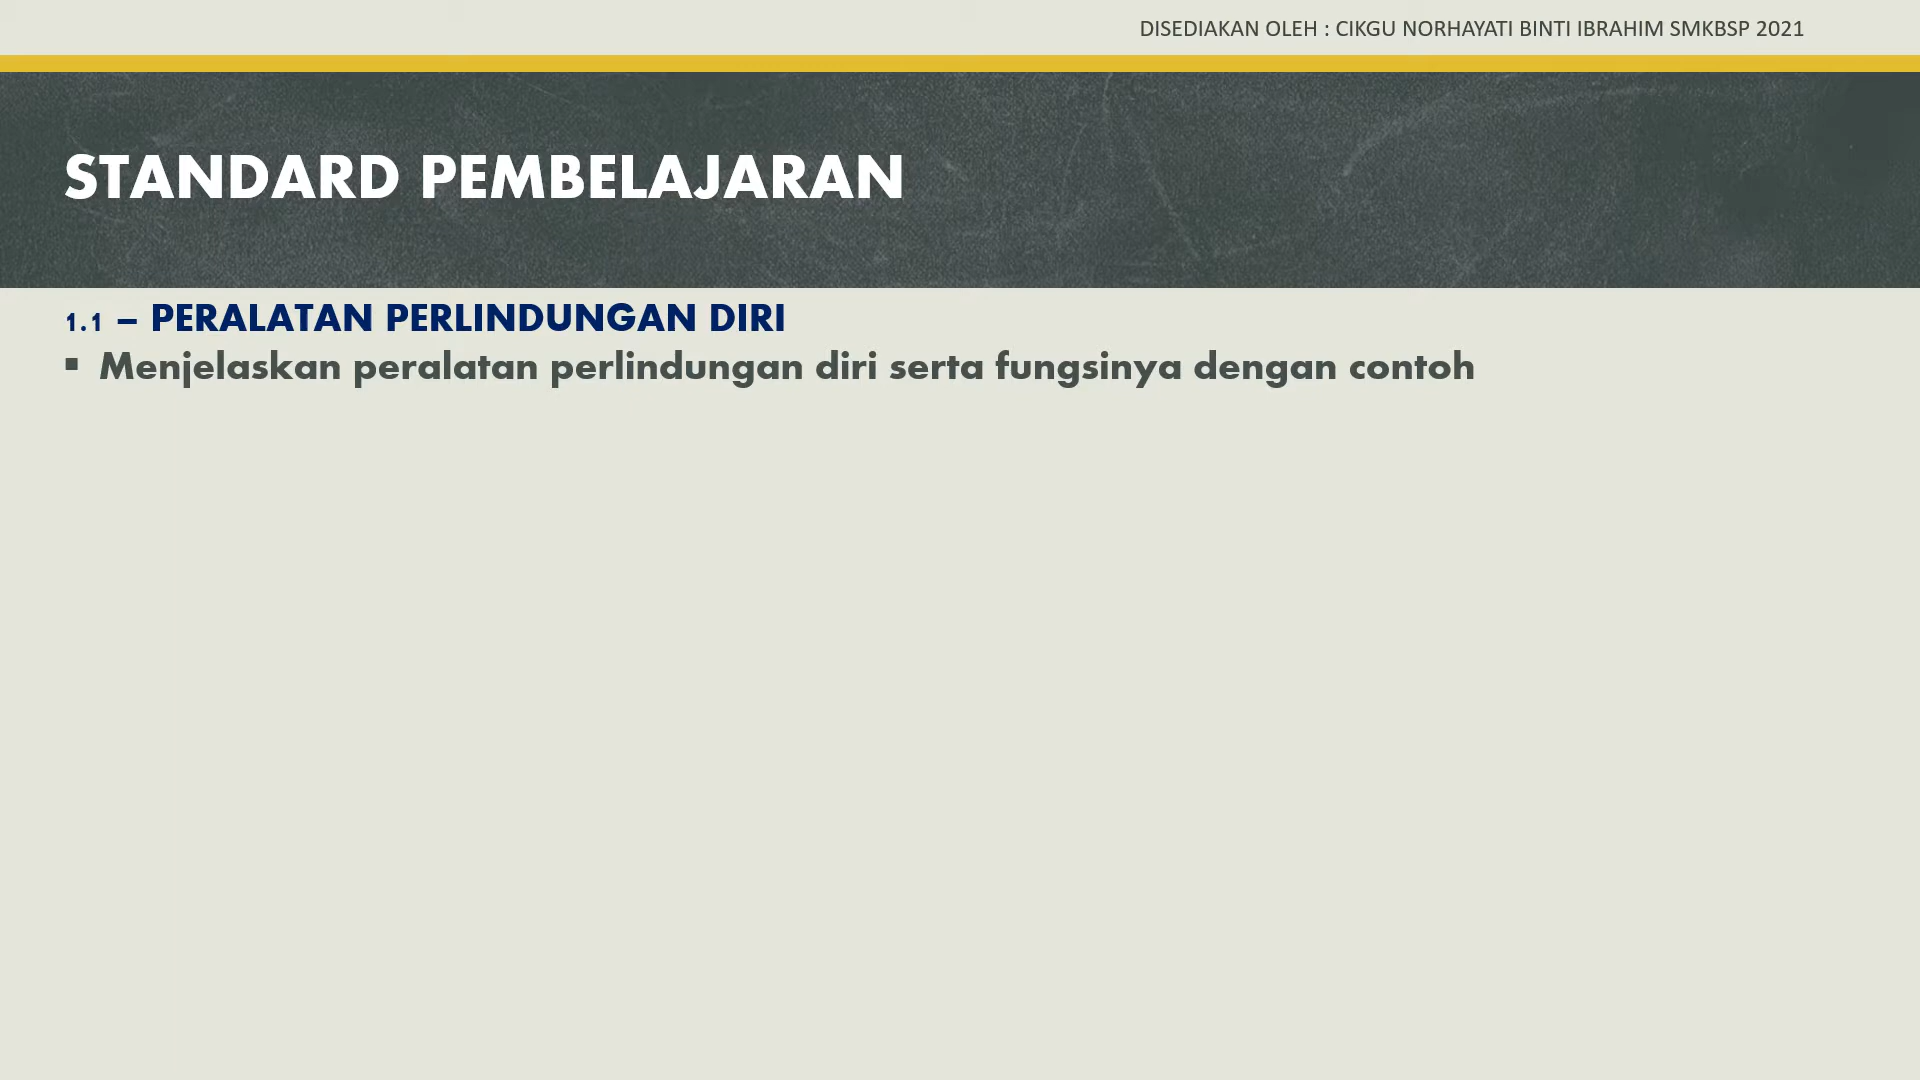 DISEDIAKAN OLEH : CIKGU NORHAYATI BINTI IBRAHIM SMKBSP 2021
STANDARD PEMBELAJARAN
1.1 – PERALATAN PERLINDUNGAN DIRI
▪ Menjelaskan peralatan perlindungan diri serta fungsinya dengan contoh